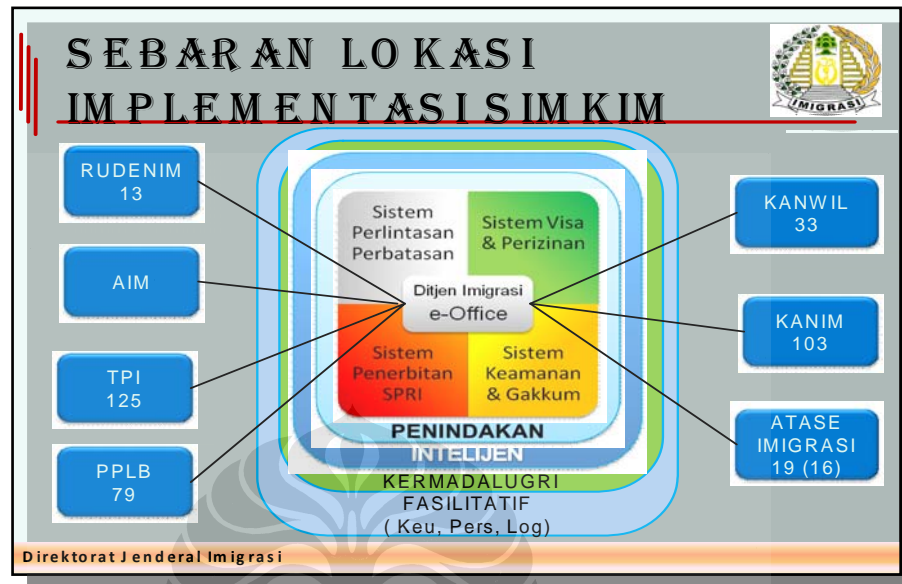 SEBARAN LOKASI
IMPLEMENTASI SIMKIM
IMIGRASI
RUDENIM
13
AIM
TPI
125
PPLB
79
Sistem
Perlintasan
Perbatasan
Sistem Visa
& Perizinan
Ditjen Imigrasi
e-Office
Sistem
Penerbitan
SPRI
Sistem
Keamanan
& Gakkum
PENINDAKAN
INTELIJEN
KERMADALUGRI
FASILITATIF
( Keu, Pers, Log)
KANWIL
33
KANIM
103
ATASE
IMIGRASI
19 (16)
Direktorat Jenderal Imigrasi